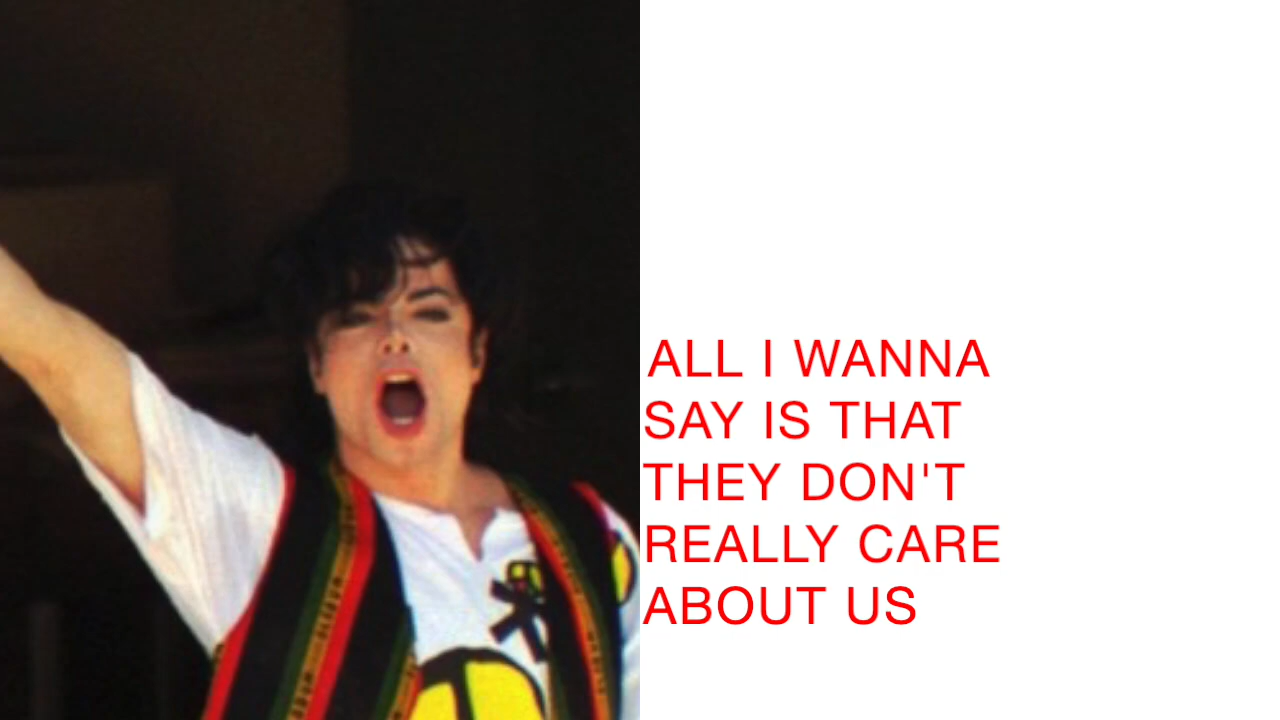 ALL I WANNA
SAY IS THAT
THEY DON'T
REALLY CARE
ABOUT US